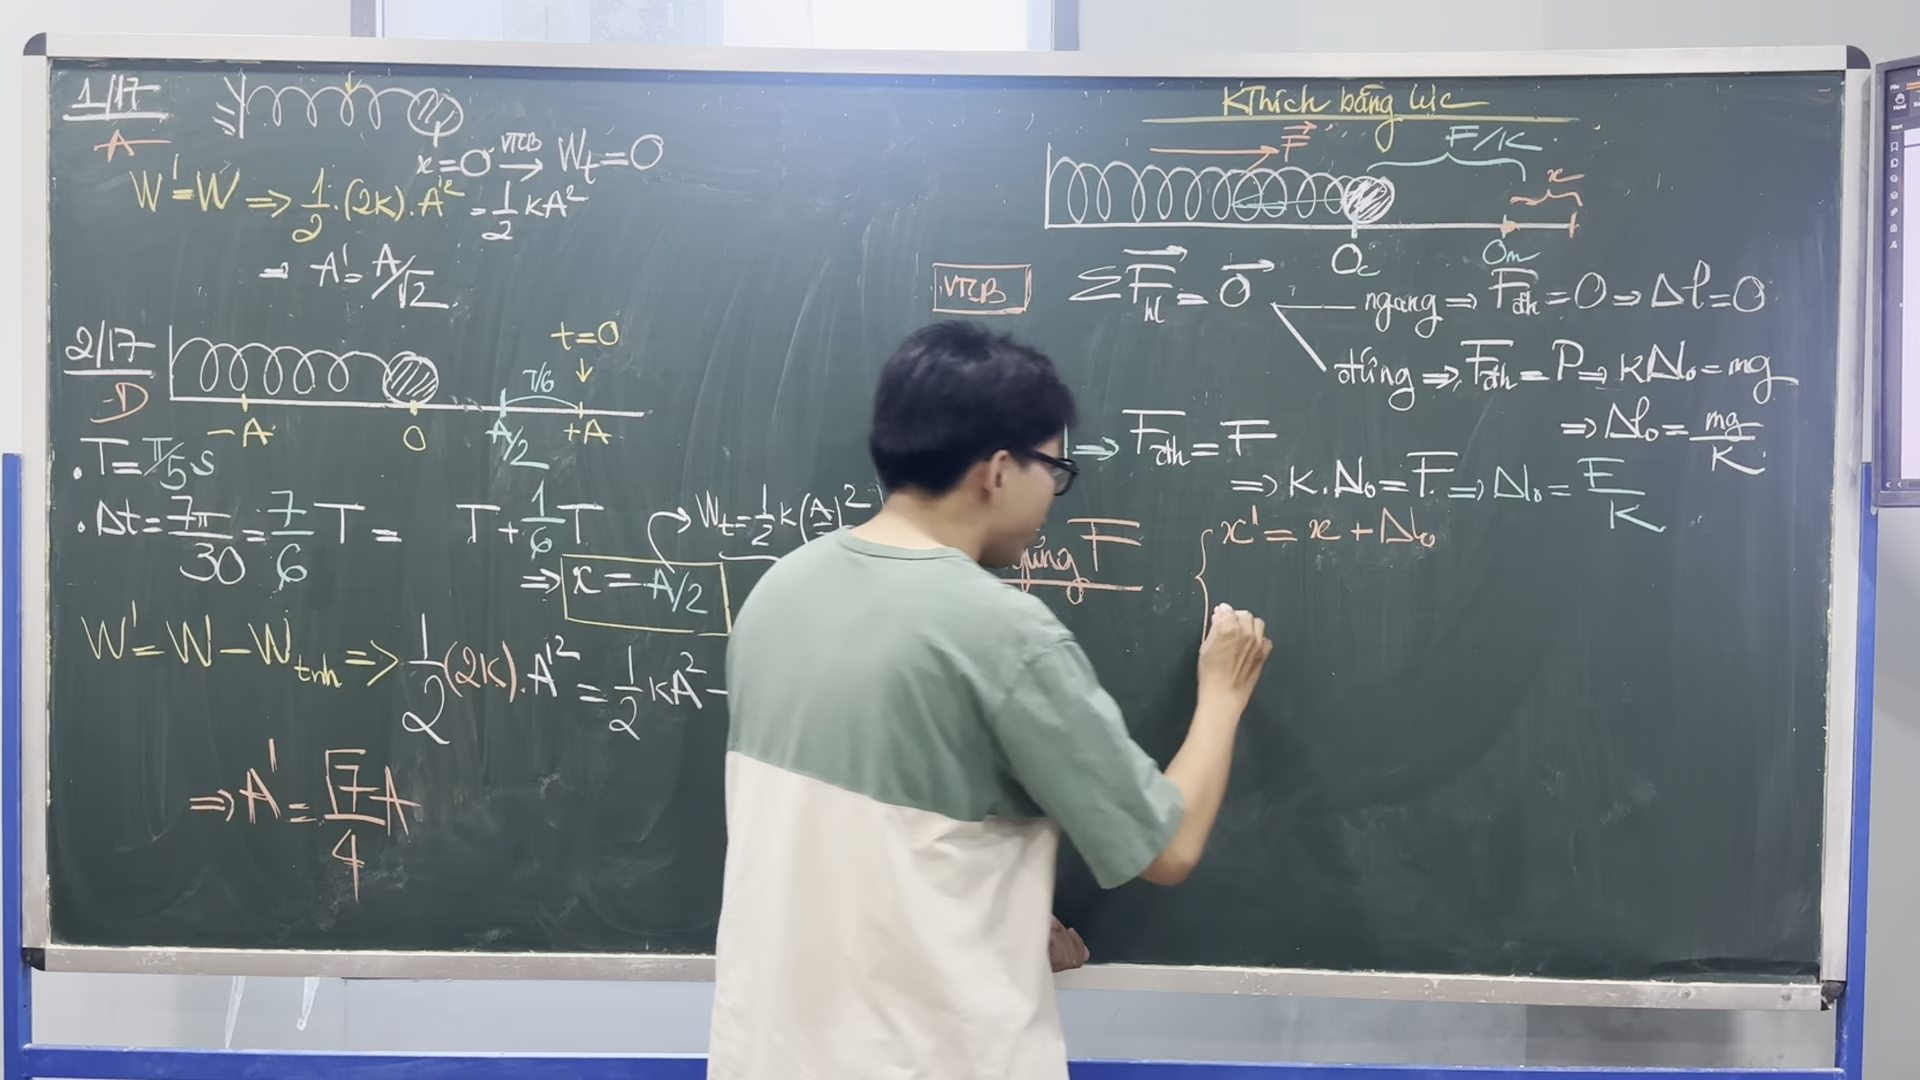 1/17
A
x=0 VTCB → Wt=0
W'=W => 1/2.(2K).A'² = 1/2 KA²
=> A'= A/√2
2/17
D
t=0
T/6
-A O A/2 +A
. T= π/5 s
. Δt= 7π/30 = 7/6 T = T + 1/6 T
Wt= 1/2 k(A/2)²
=> x = A/2
W'= W - Wtnh => 1/2 (2K).A'² = 1/2 KA² -
=> A' = √7 A/4
KThích bằng lực
F
F/K
x
Oc Om
VTCB
ΣFhl = 0
ngang => Fđh = 0 => Δl = 0
đứng => Fđh = P => KΔl₀ = mg
=> Δl₀ = mg/K
=> Fđh = F
=> K.Δl₀ = F => Δl₀ = F/K
F
x' = x + Δl₀